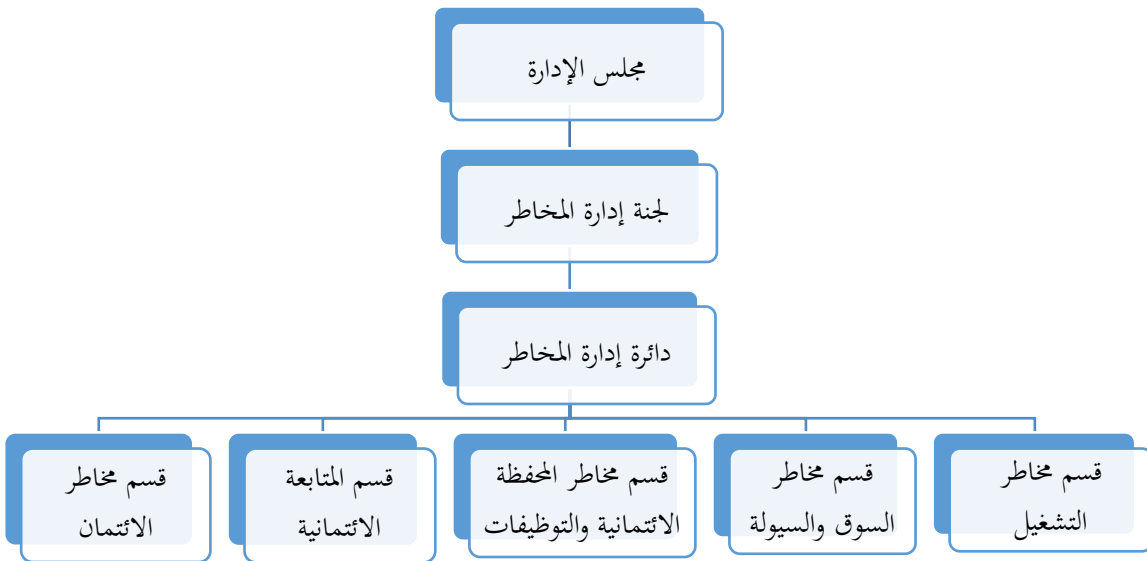 مجلس الإدارة
لجنة إدارة المخاطر
دائرة إدارة المخاطر
قسم مخاطر
التشغيل
قسم مخاطر
السوق والسيولة
قسم مخاطر المحفظة
الائتمانية والتوظيفات
قسم المتابعة
الائتمانية
قسم مخاطر
الائتمان